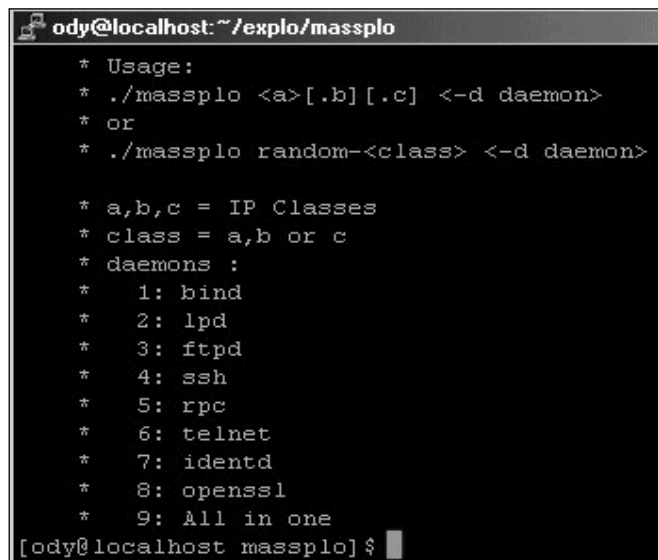 ody@localhost:~/explo/massplo
* Usage:
* ./massplo <a>[.b][.c] <-d daemon>
* or
* ./massplo random-<class> <-d daemon>
* a,b,c = IP Classes
* class = a,b or c
* daemons :
* 1: bind
* 2: lpd
* 3: ftpd
* 4: ssh
* 5: rpc
* 6: telnet
* 7: identd
* 8: openssl
* 9: All in one
[ody@localhost massplo]$